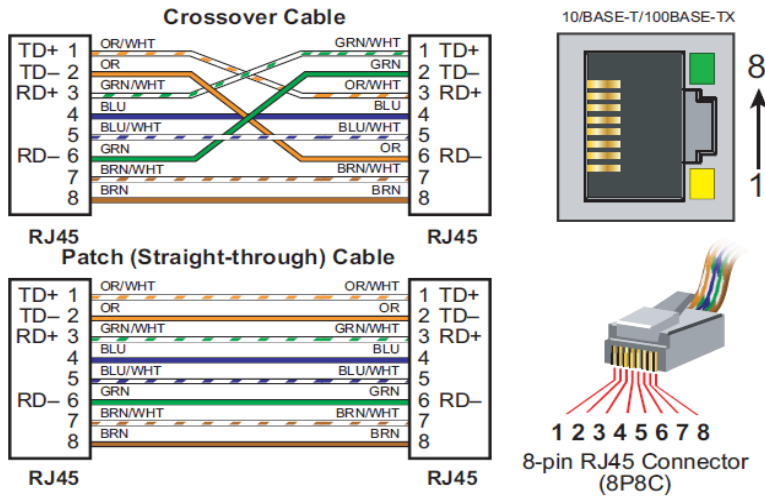 Crossover Cable
TD+ 1 OR/WHT GRN/WHT 1 TD+
TD– 2 OR GRN 2 TD–
RD+ 3 GRN/WHT OR/WHT 3 RD+
4 BLU BLU 4
5 BLU/WHT BLU/WHT 5
RD– 6 GRN OR 6 RD–
7 BRN/WHT BRN/WHT 7
8 BRN BRN 8
RJ45 RJ45
10/BASE-T/100BASE-TX
8
1
Patch (Straight-through) Cable
TD+ 1 OR/WHT OR/WHT 1 TD+
TD– 2 OR OR 2 TD–
RD+ 3 GRN/WHT GRN/WHT 3 RD+
4 BLU BLU 4
5 BLU/WHT BLU/WHT 5
RD– 6 GRN GRN 6 RD–
7 BRN/WHT BRN/WHT 7
8 BRN BRN 8
RJ45 RJ45
1 2 3 4 5 6 7 8
8-pin RJ45 Connector
(8P8C)